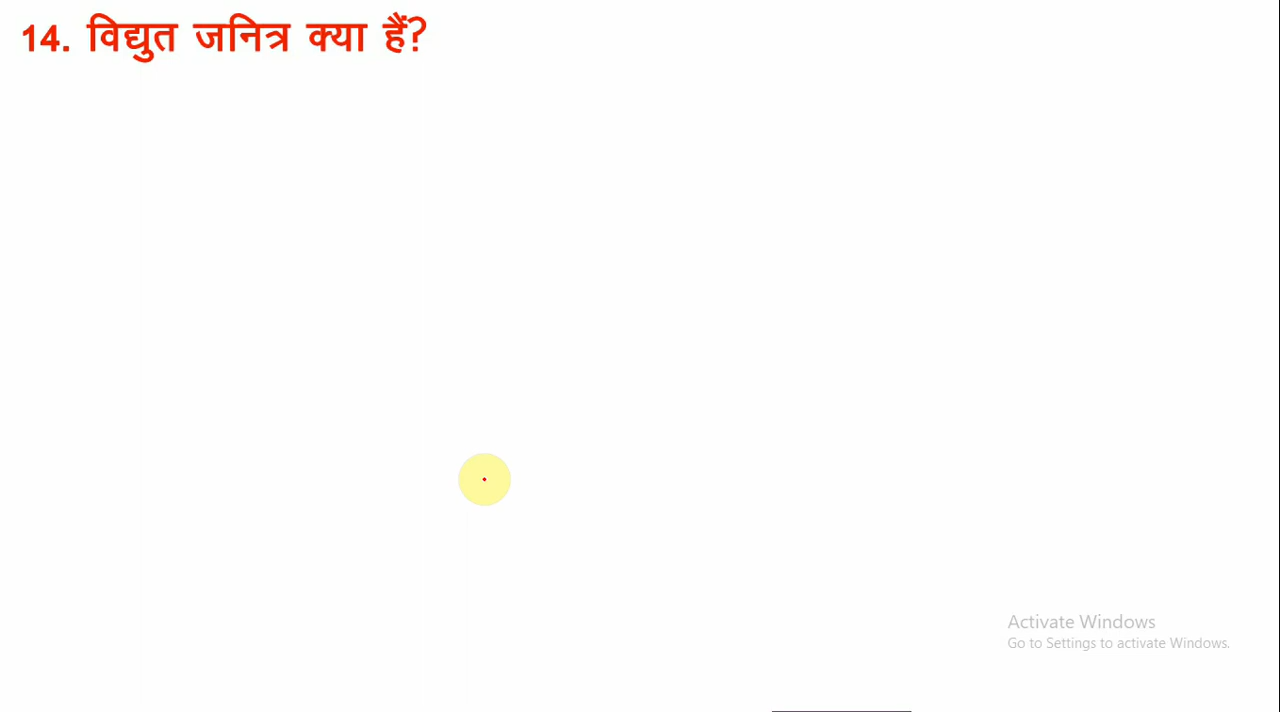 14. विद्युत जनित्र क्या हैं?
Activate Windows
Go to Settings to activate Windows.